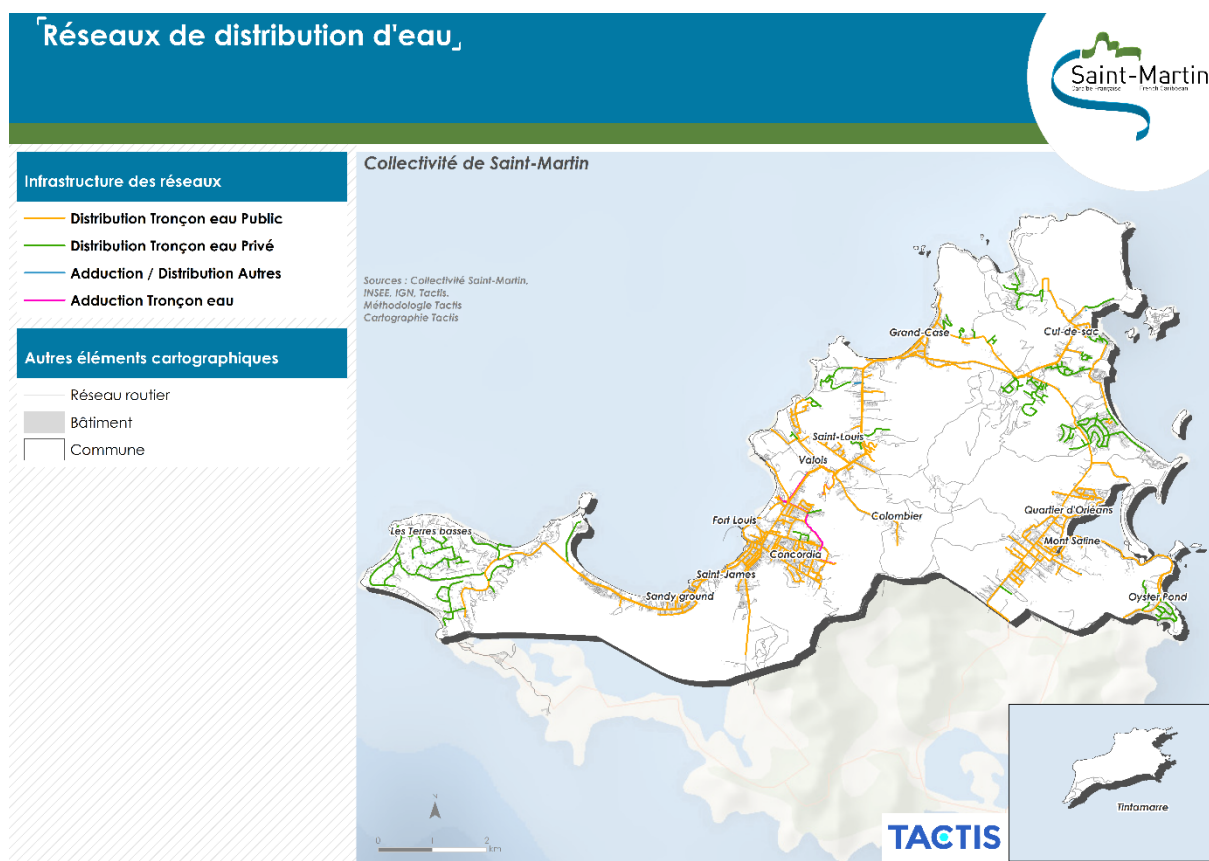 Réseaux de distribution d'eau
Saint-Martin
Caraïbe Française French Caribbean
Infrastructure des réseaux
Distribution Tronçon eau Public
Distribution Tronçon eau Privé
Adduction / Distribution Autres
Adduction Tronçon eau
Autres éléments cartographiques
Réseau routier
Bâtiment
Commune
Collectivité de Saint-Martin
Sources : Collectivité Saint-Martin,
INSEE, IGN, Tactis.
Méthodologie Tactis
Cartographie Tactis
Grand-Case
Cul-de-sac
Saint-Louis
Valois
Fort Louis
Colombier
Quartier d'Orléans
Les Terres basses
Concordia
Mont Saline
Saint-James
Sandy ground
Oyster Pond
Tintamarre
N
0 1 2
km
TACTIS